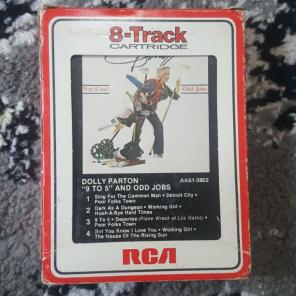 8-Track
CARTRIDGE
Dolly
9 to 5 and
Odd Jobs
DOLLY PARTON AA81-3852
"9 TO 5" AND ODD JOBS
1 Sing For The Common Man • Detroit City •
Poor Folks Town
2 Dark As A Dungeon • Working Girl •
Hush-A-Bye Hard Times
3 9 To 5 • Deportee (Plane Wreck at Los Gatos) •
Poor Folks Town
4 But You Know I Love You • Working Girl •
The House Of The Rising Sun
RCA